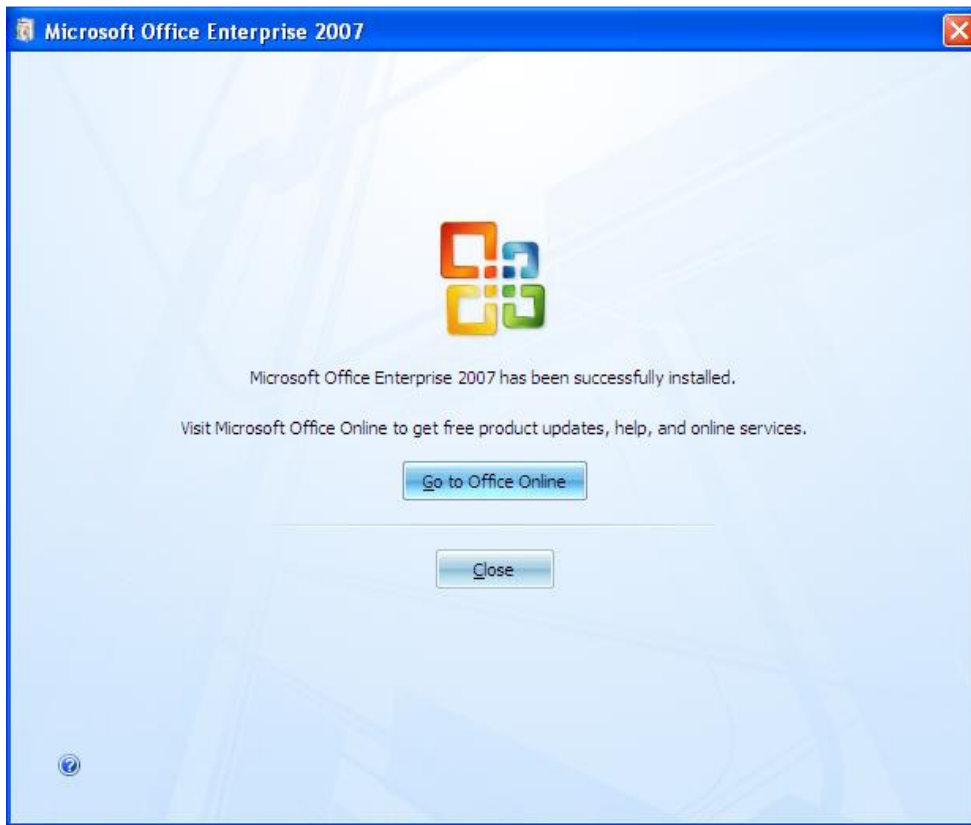 Microsoft Office Enterprise 2007
Microsoft Office Enterprise 2007 has been successfully installed.
Visit Microsoft Office Online to get free product updates, help, and online services.
Go to Office Online
Close